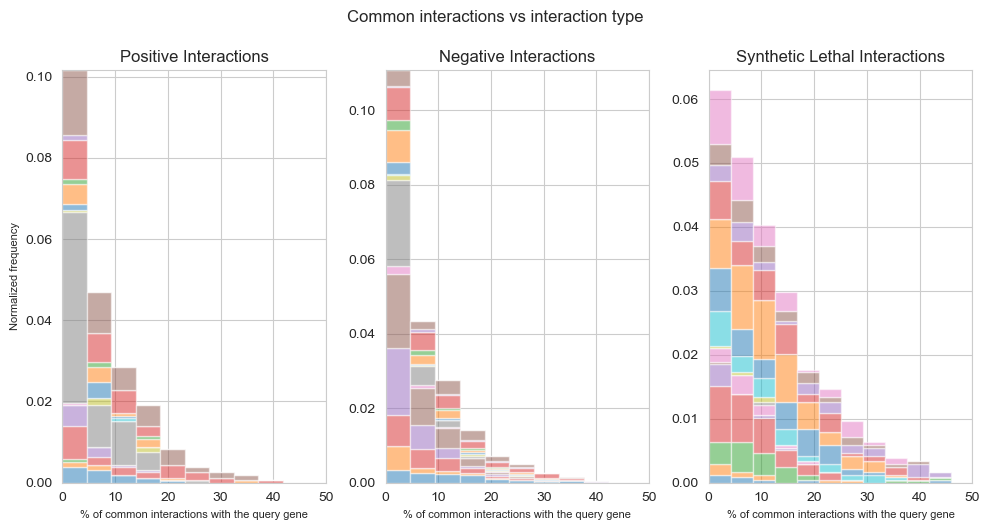 Common interactions vs interaction type
Positive Interactions
Negative Interactions
Synthetic Lethal Interactions
Normalized frequency
0.10
0.08
0.06
0.04
0.02
0.00
0 10 20 30 40 50
% of common interactions with the query gene
0.10
0.08
0.06
0.04
0.02
0.00
0 10 20 30 40 50
% of common interactions with the query gene
0.06
0.05
0.04
0.03
0.02
0.01
0.00
0 10 20 30 40 50
% of common interactions with the query gene